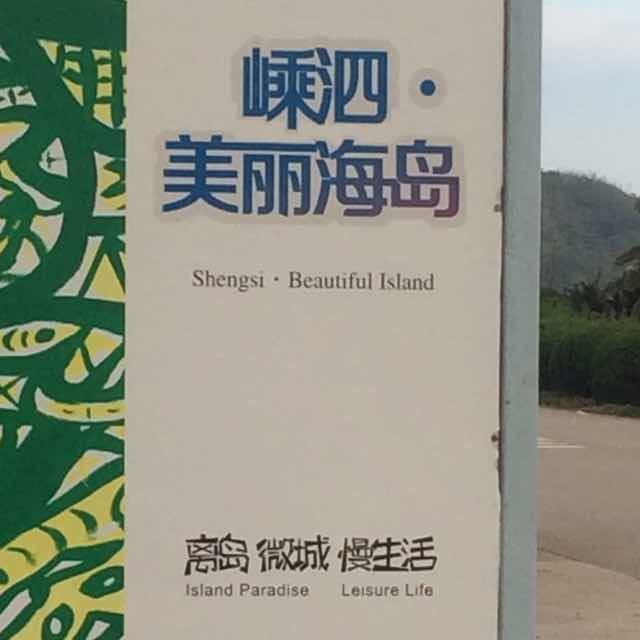 嵊泗·
美丽海岛
Shengsi · Beautiful Island
离岛 微城 慢生活
Island Paradise Leisure Life